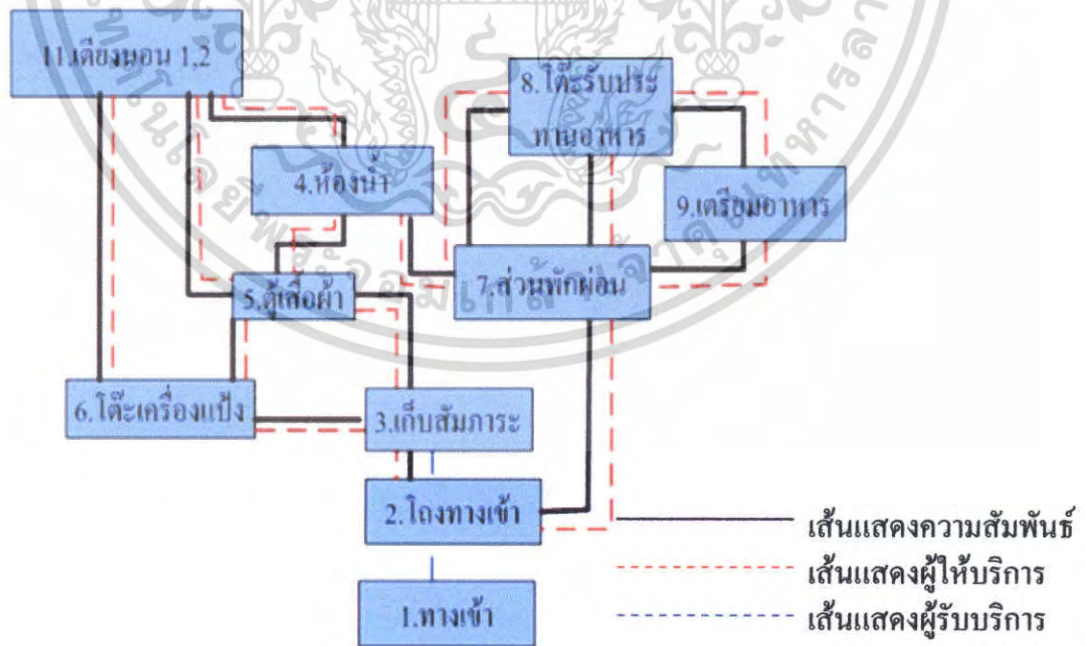 11.เตียงนอน 1,2
8.โต๊ะรับประ
ทานอาหาร
4.ห้องน้ำ
9.เตรียมอาหาร
7.ส่วนพักผ่อน
5.ตู้เสื้อผ้า
6.โต๊ะเครื่องแป้ง
3.เก็บสัมภาระ
2.โถงทางเข้า
1.ทางเข้า
เส้นแสดงความสัมพันธ์
เส้นแสดงผู้ให้บริการ
เส้นแสดงผู้รับบริการ